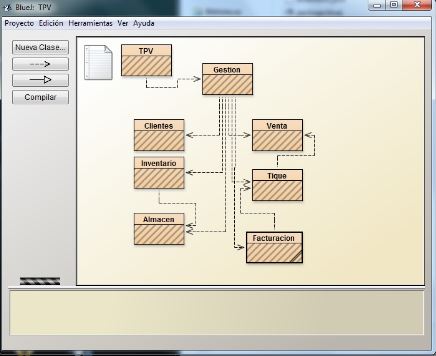 BlueJ: TPV
Proyecto Edición Herramientas Ver Ayuda
Nueva Clase...
Compilar
TPV
Gestion
Clientes
Venta
Inventario
Tique
Almacen
Facturacion